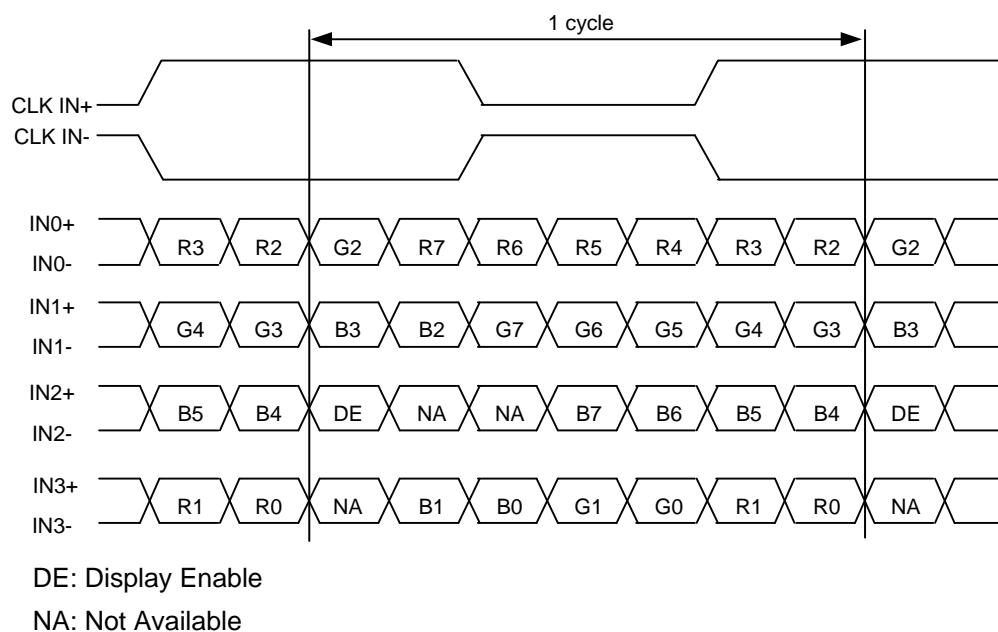 1 cycle
CLK IN+
CLK IN-
IN0+
R3 R2 G2 R7 R6 R5 R4 R3 R2 G2
IN0-
IN1+
G4 G3 B3 B2 G7 G6 G5 G4 G3 B3
IN1-
IN2+
B5 B4 DE NA NA B7 B6 B5 B4 DE
IN2-
IN3+
R1 R0 NA B1 B0 G1 G0 R1 R0 NA
IN3-
DE: Display Enable
NA: Not Available